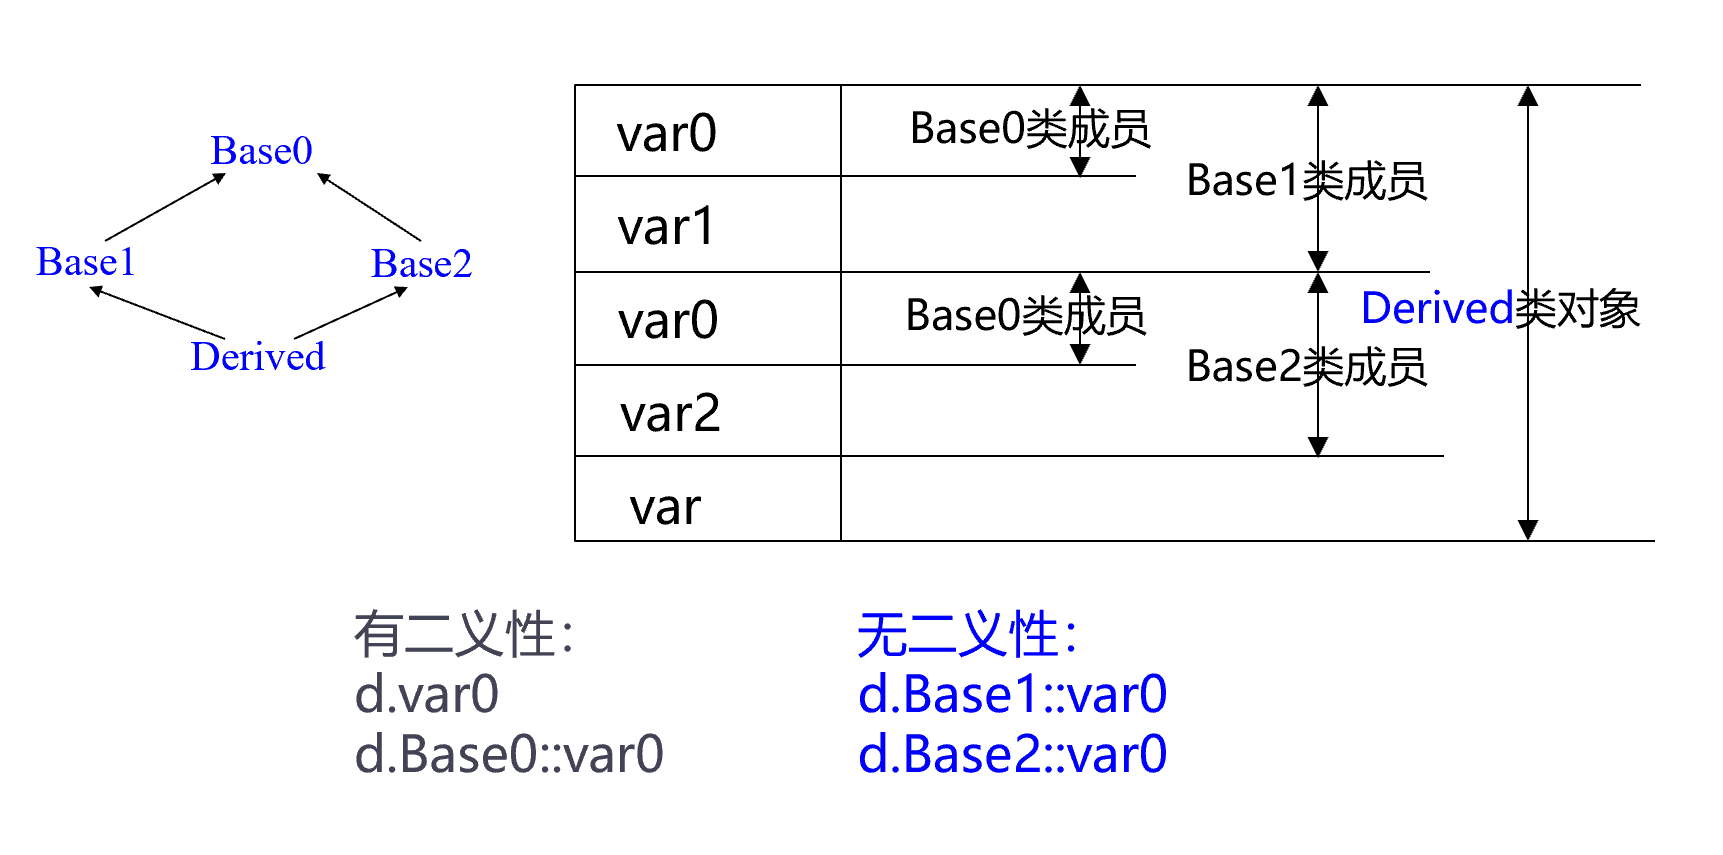 Base0
Base1
Base2
Derived
var0
Base0类成员
Base1类成员
var1
var0
Base0类成员
Derived类对象
Base2类成员
var2
var
有二义性：
d.var0
d.Base0::var0
无二义性：
d.Base1::var0
d.Base2::var0